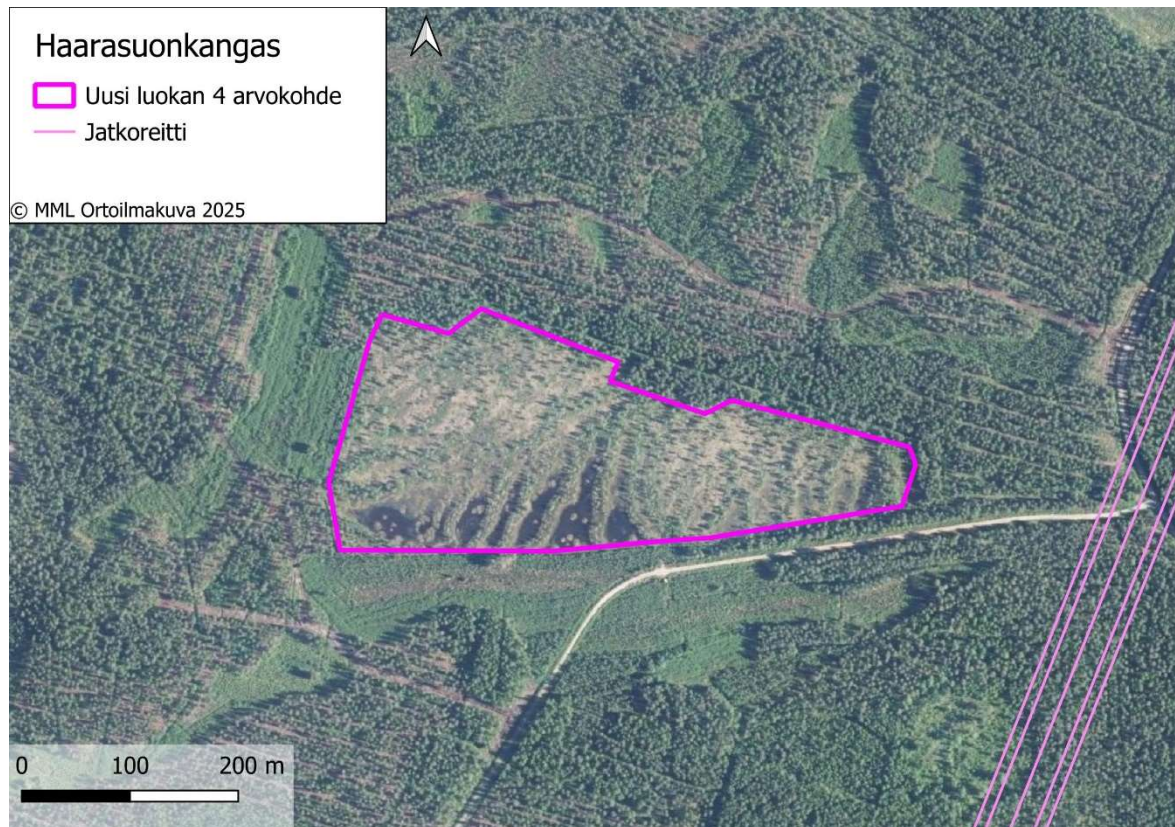 Haarasuonkangas
Uusi luokan 4 arvokohde
Jatkoreitti
© MML Ortoilmakuva 2025
0 100 200 m